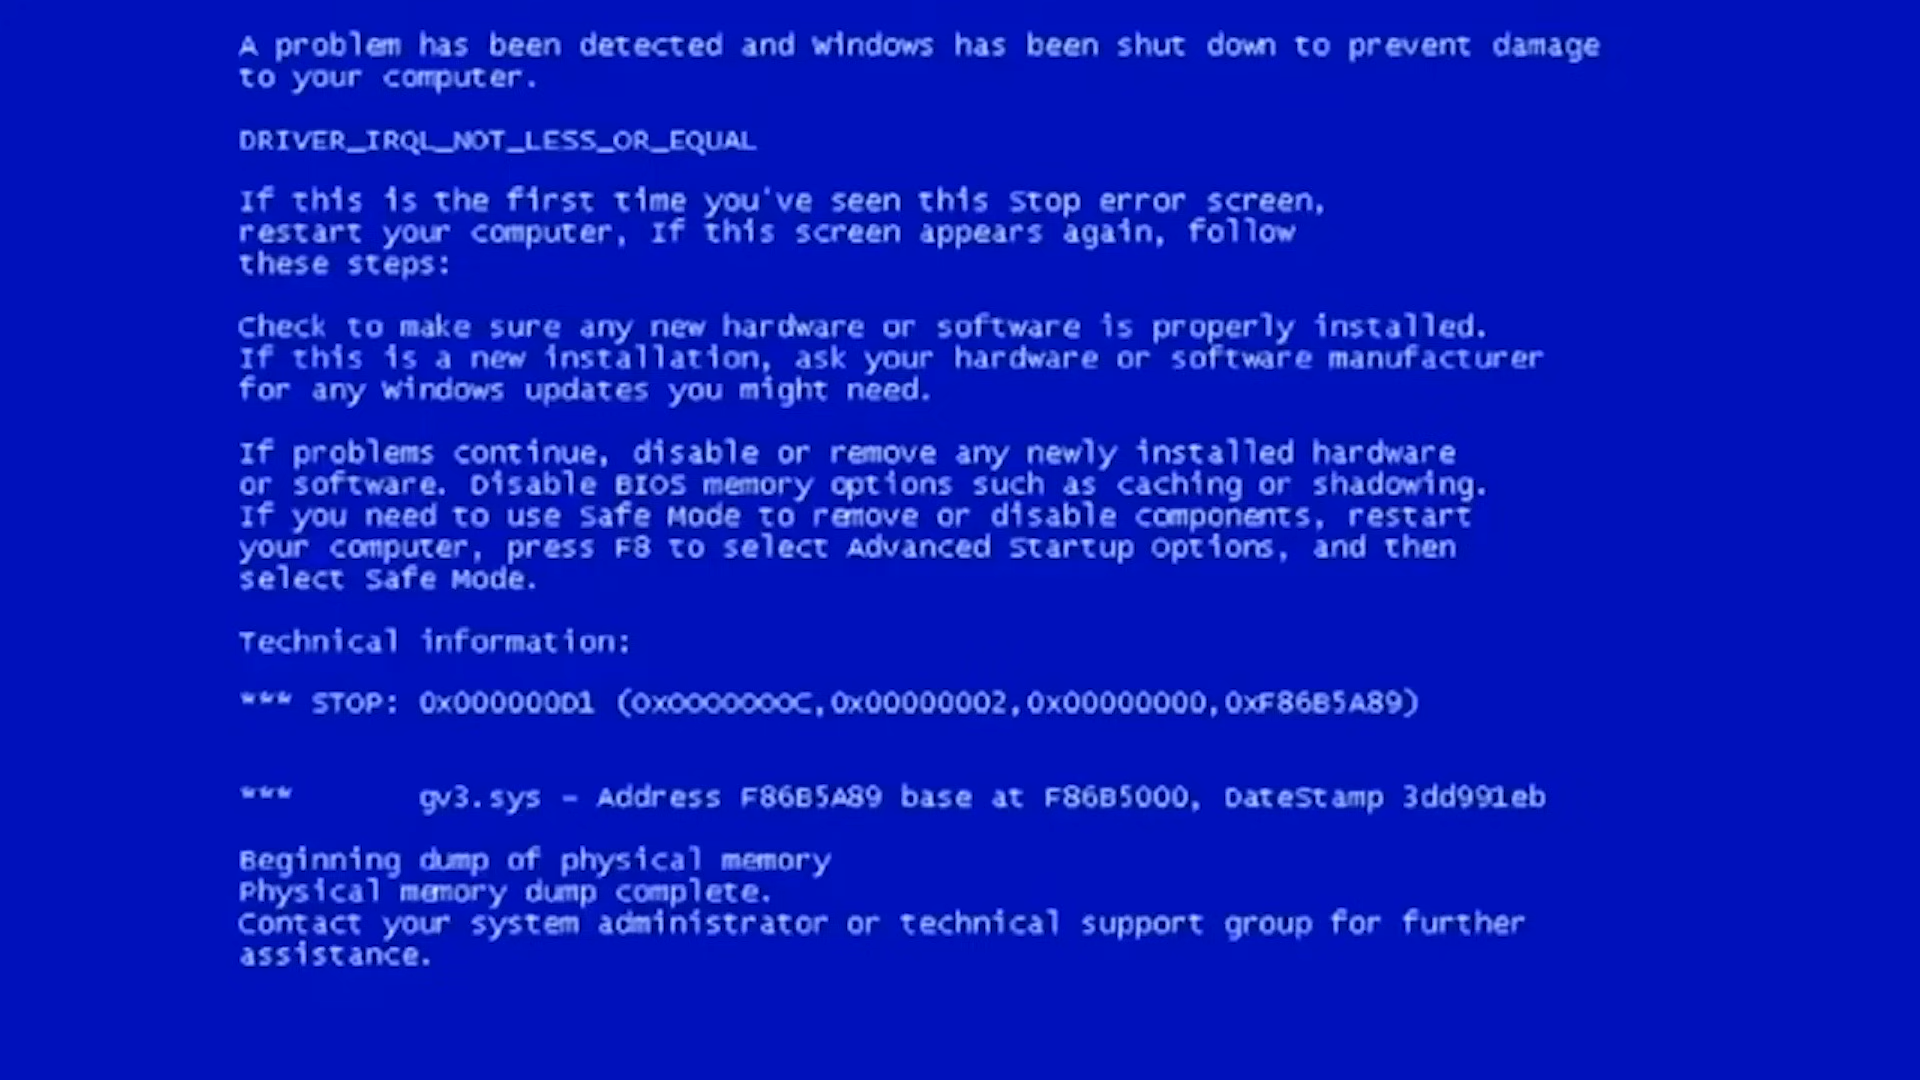 A problem has been detected and Windows has been shut down to prevent damage
to your computer.
DRIVER_IRQL_NOT_LESS_OR_EQUAL
If this is the first time you've seen this Stop error screen,
restart your computer, If this screen appears again, follow
these steps:
Check to make sure any new hardware or software is properly installed.
If this is a new installation, ask your hardware or software manufacturer
for any Windows updates you might need.
If problems continue, disable or remove any newly installed hardware
or software. Disable BIOS memory options such as caching or shadowing.
If you need to use Safe Mode to remove or disable components, restart
your computer, press F8 to select Advanced Startup Options, and then
select Safe Mode.
Technical information:
*** STOP: 0x000000D1 (0x0000000C,0x00000002,0x00000000,0xF86B5A89)
***       gv3.sys - Address F86B5A89 base at F86B5000, DateStamp 3dd991eb
Beginning dump of physical memory
Physical memory dump complete.
Contact your system administrator or technical support group for further
assistance.